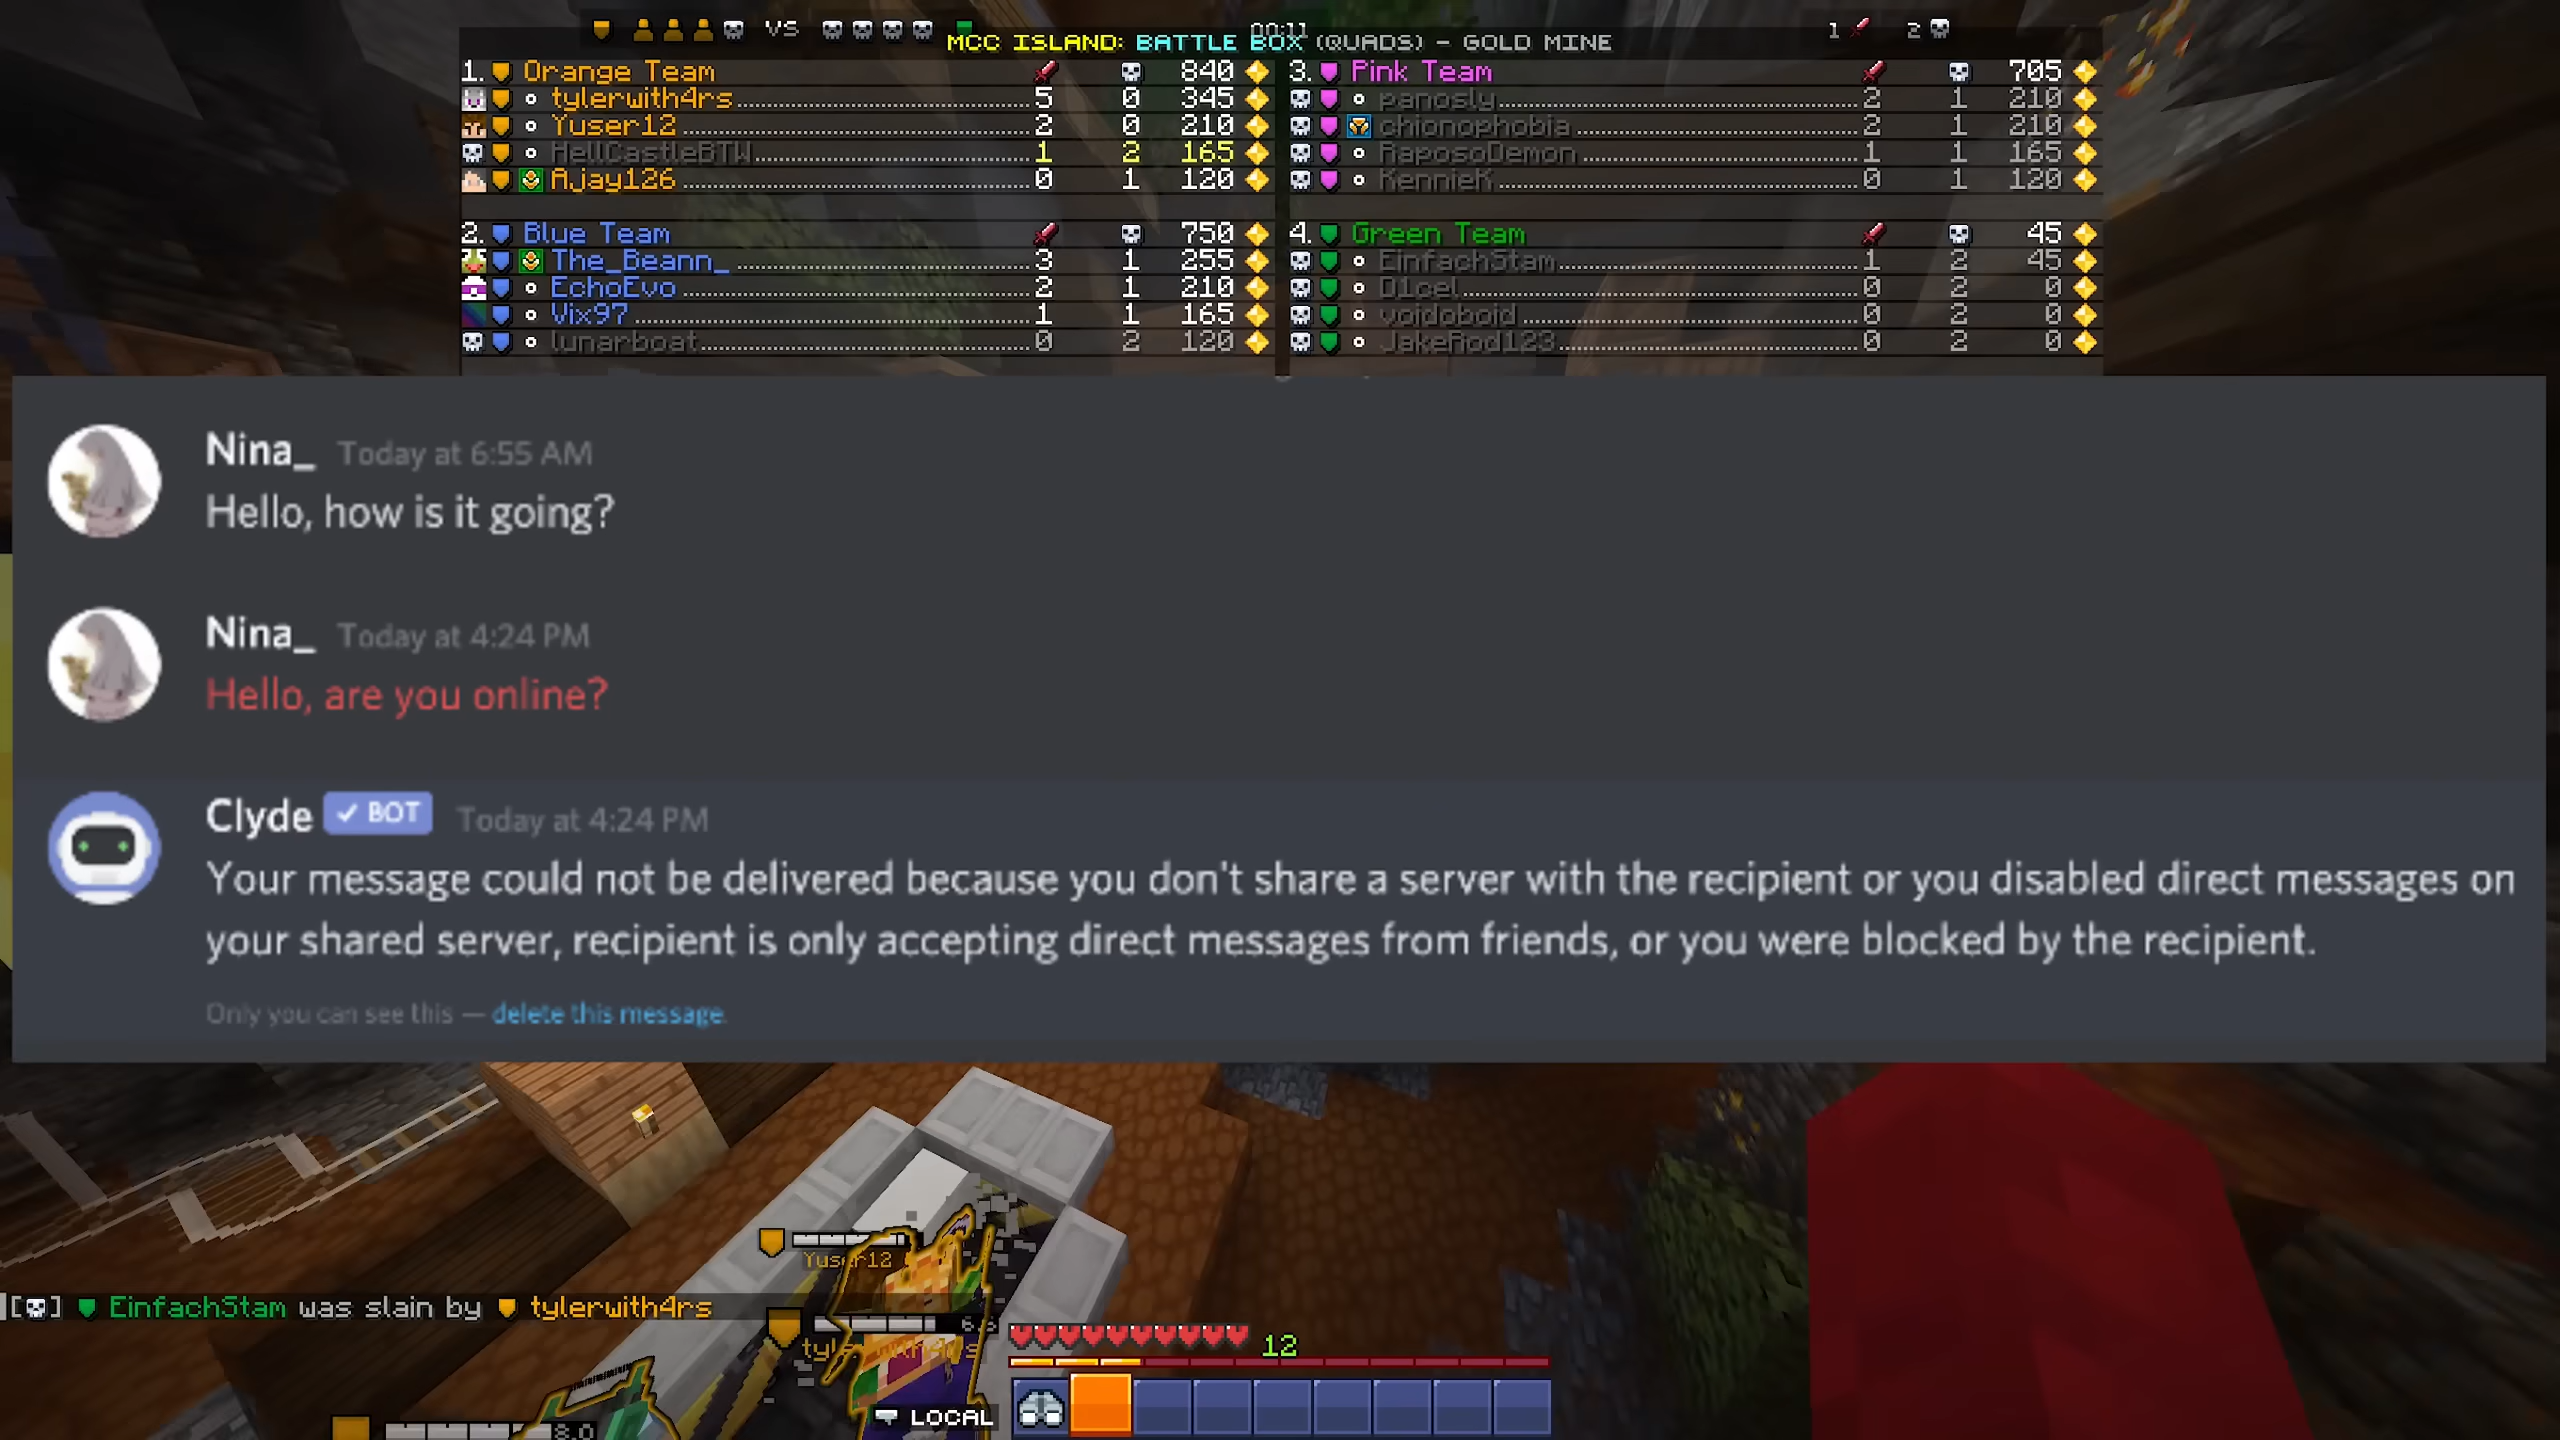 VS
00:11
1 2
MCC ISLAND: BATTLE BOX (QUADS) - GOLD MINE
1. Orange Team 840
tylerwith4rs 5 0 345
Yuser12 2 0 210
HellCastleBTW 1 2 165
Ajay126 0 1 120
2. Blue Team 750
The_Beann_ 3 1 255
EchoEvo 2 1 210
Vix97 1 1 165
lunarboat 0 2 120
3. Pink Team 705
panosly 2 1 210
chionophobia 2 1 210
RaposoDemon 1 1 165
KennieK 0 1 120
4. Green Team 45
EinfachStam 1 2 45
D1cel 0 2 0
voidoboid 0 2 0
JakeRod123 0 2 0
Nina_ Today at 6:55 AM
Hello, how is it going?
Nina_ Today at 4:24 PM
Hello, are you online?
Clyde ✓ BOT Today at 4:24 PM
Your message could not be delivered because you don't share a server with the recipient or you disabled direct messages on
your shared server, recipient is only accepting direct messages from friends, or you were blocked by the recipient.
Only you can see this — delete this message.
Yuser12
[ ] EinfachStam was slain by tylerwith4rs
12
LOCAL
8.0